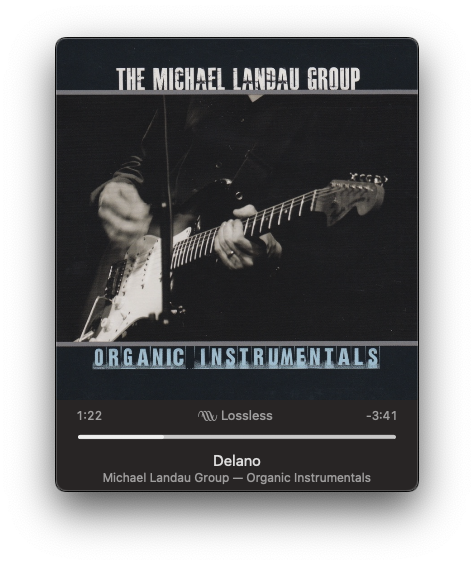 THE MICHAEL LANDAU GROUP
ORGANIC INSTRUMENTALS
1:22 Lossless -3:41
Delano
Michael Landau Group — Organic Instrumentals